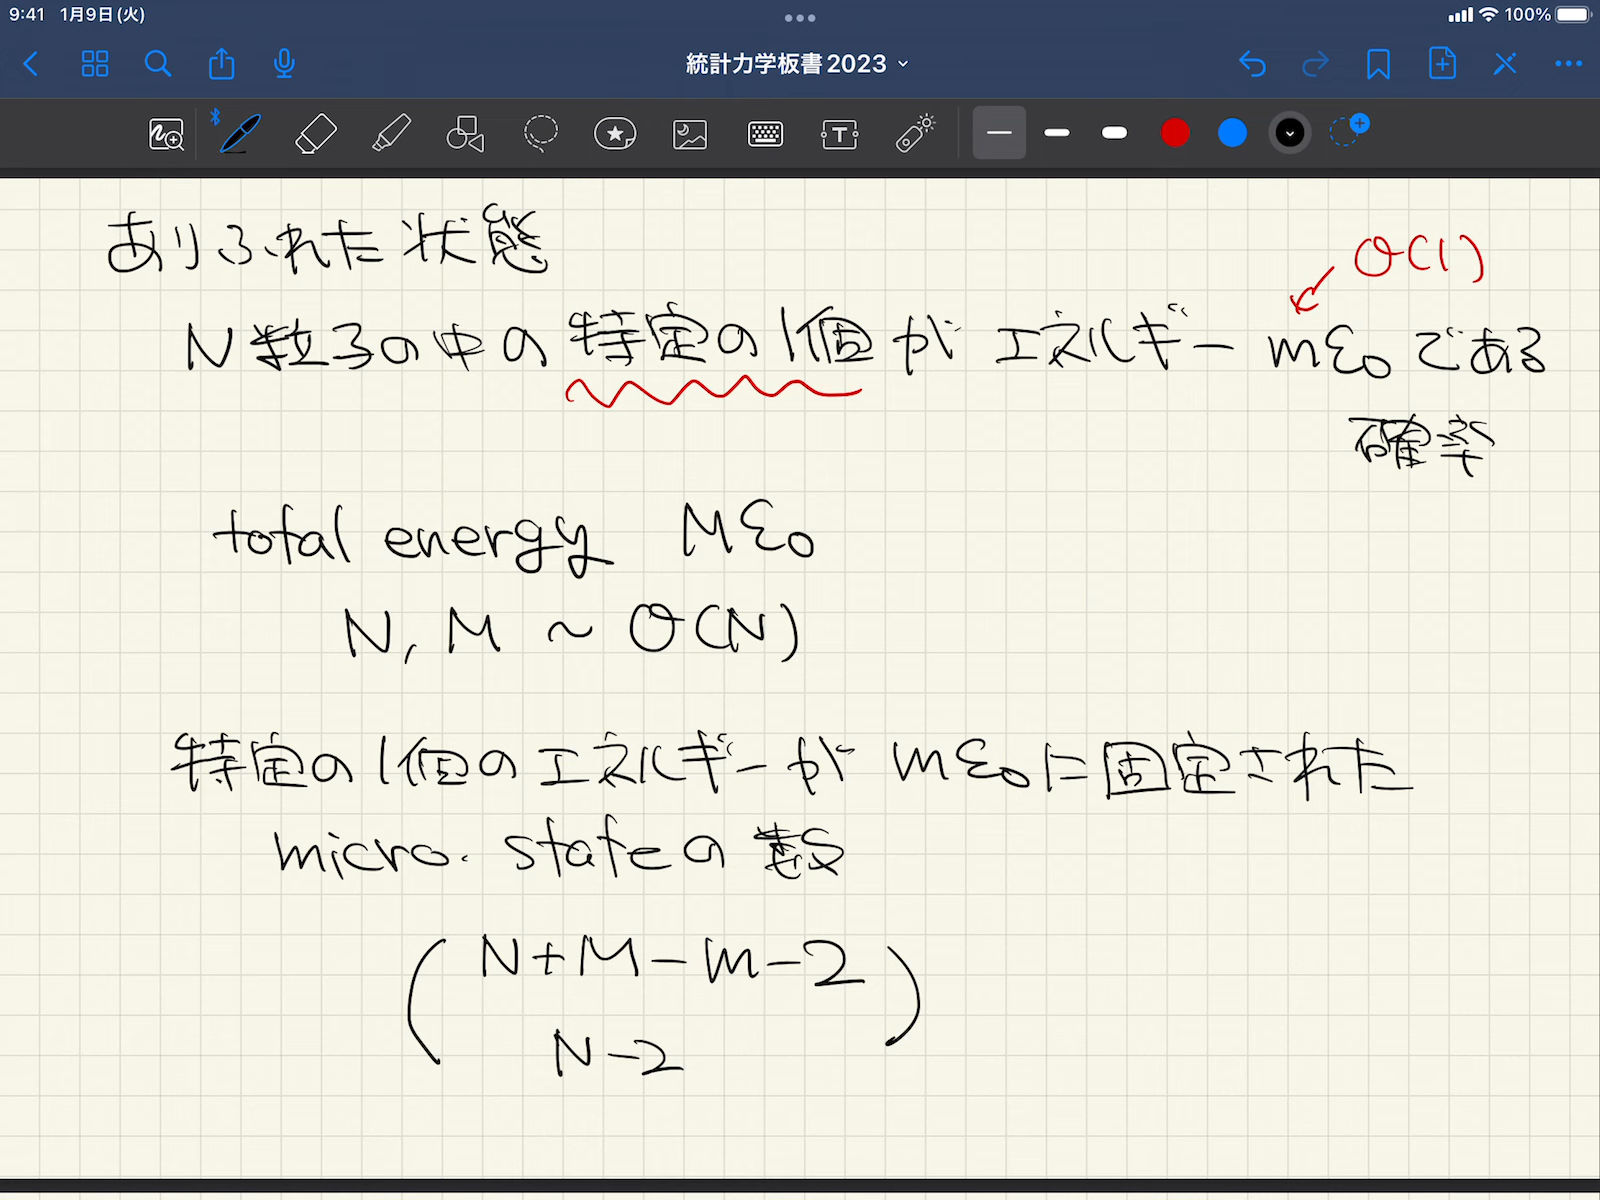 9:41 1月9日(火) 100%
統計力学板書2023
ありふれた状態
O(1)
N粒子の中の特定の1個がエネルギーmε₀である
確率
total energy Mε₀
N, M ~ O(N)
特定の1個のエネルギーがmε₀に固定された
micro. stateの数
(N+M-m-2
N-2)